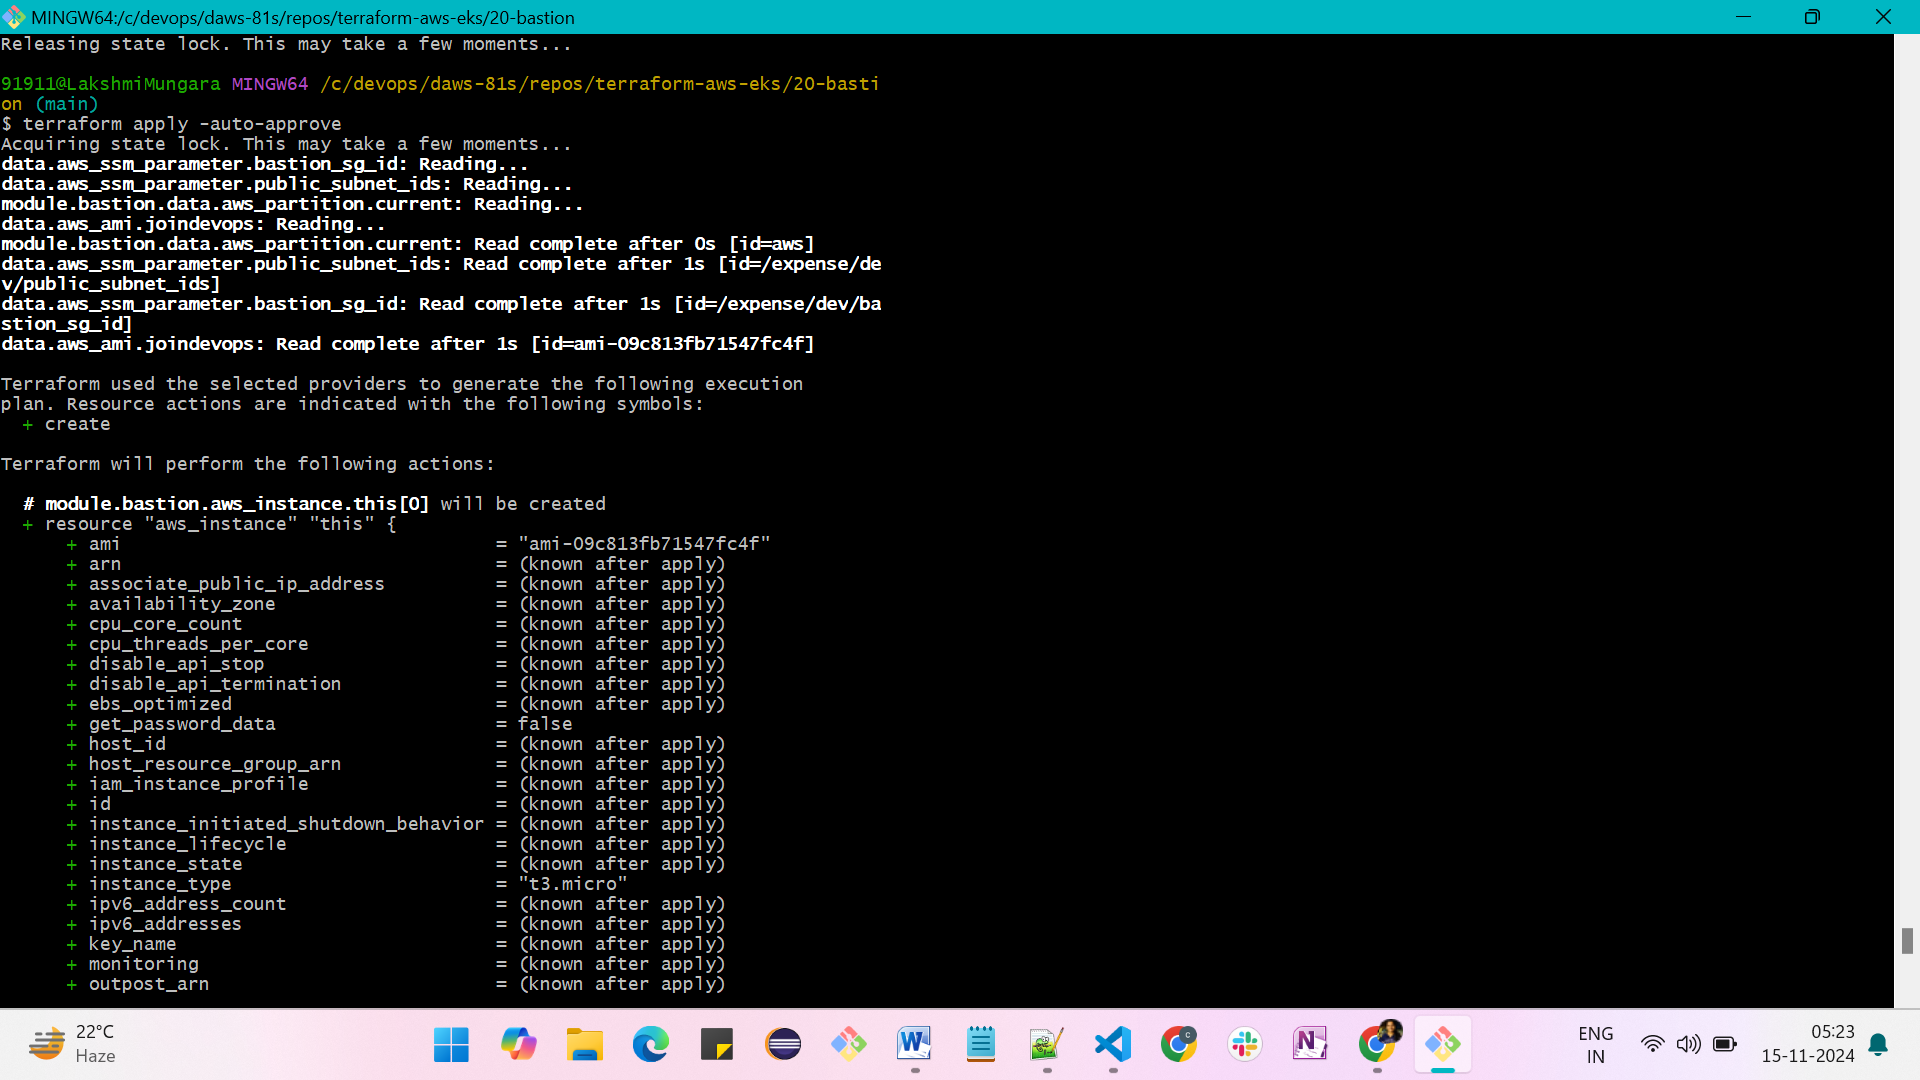 MINGW64:/c/devops/daws-81s/repos/terraform-aws-eks/20-bastion
Releasing state lock. This may take a few moments...
91911@LakshmiMungara MINGW64 /c/devops/daws-81s/repos/terraform-aws-eks/20-basti
on (main)
$ terraform apply -auto-approve
Acquiring state lock. This may take a few moments...
data.aws_ssm_parameter.bastion_sg_id: Reading...
data.aws_ssm_parameter.public_subnet_ids: Reading...
module.bastion.data.aws_partition.current: Reading...
data.aws_ami.joindevops: Reading...
module.bastion.data.aws_partition.current: Read complete after 0s [id=aws]
data.aws_ssm_parameter.public_subnet_ids: Read complete after 1s [id=/expense/de
v/public_subnet_ids]
data.aws_ssm_parameter.bastion_sg_id: Read complete after 1s [id=/expense/dev/ba
stion_sg_id]
data.aws_ami.joindevops: Read complete after 1s [id=ami-09c813fb71547fc4f]
Terraform used the selected providers to generate the following execution
plan. Resource actions are indicated with the following symbols:
  + create
Terraform will perform the following actions:
  # module.bastion.aws_instance.this[0] will be created
  + resource "aws_instance" "this" {
      + ami                                  = "ami-09c813fb71547fc4f"
      + arn                                  = (known after apply)
      + associate_public_ip_address          = (known after apply)
      + availability_zone                    = (known after apply)
      + cpu_core_count                       = (known after apply)
      + cpu_threads_per_core                 = (known after apply)
      + disable_api_stop                     = (known after apply)
      + disable_api_termination              = (known after apply)
      + ebs_optimized                        = (known after apply)
      + get_password_data                    = false
      + host_id                              = (known after apply)
      + host_resource_group_arn              = (known after apply)
      + iam_instance_profile                 = (known after apply)
      + id                                   = (known after apply)
      + instance_initiated_shutdown_behavior = (known after apply)
      + instance_lifecycle                   = (known after apply)
      + instance_state                       = (known after apply)
      + instance_type                        = "t3.micro"
      + ipv6_address_count                   = (known after apply)
      + ipv6_addresses                       = (known after apply)
      + key_name                             = (known after apply)
      + monitoring                           = (known after apply)
      + outpost_arn                          = (known after apply)
22°C
Haze
ENG
IN
05:23
15-11-2024